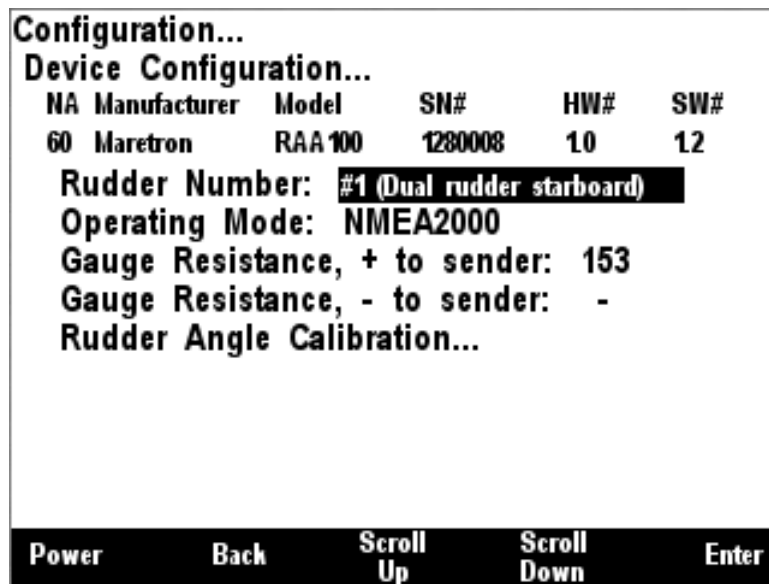 Configuration...
Device Configuration...
NA Manufacturer Model SN# HW# SW#
60 Maretron RAA100 1280008 1.0 1.2
Rudder Number: #1 (Dual rudder starboard)
Operating Mode: NMEA2000
Gauge Resistance, + to sender: 153
Gauge Resistance, - to sender: -
Rudder Angle Calibration...
Power Back Scroll Up Scroll Down Enter